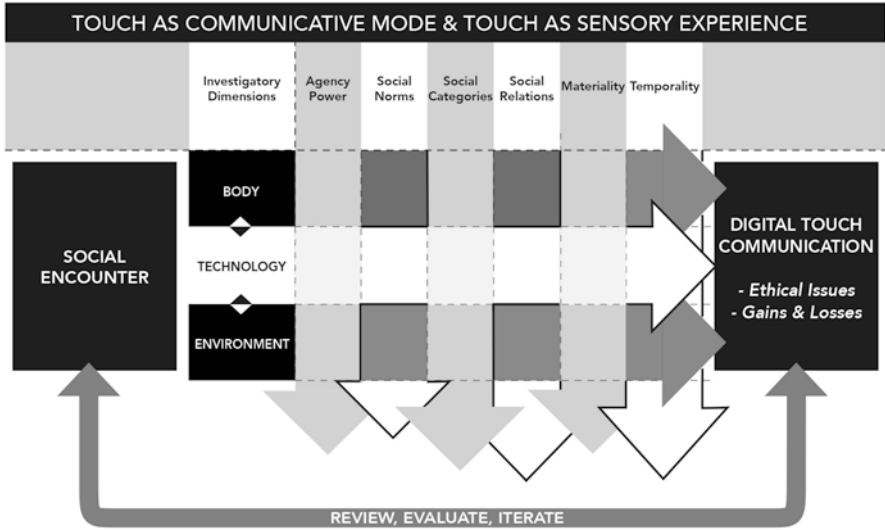 TOUCH AS COMMUNICATIVE MODE & TOUCH AS SENSORY EXPERIENCE
Investigatory
Dimensions
Agency
Power
Social
Norms
Social
Categories
Social
Relations
Materiality
Temporality
SOCIAL
ENCOUNTER
BODY
TECHNOLOGY
ENVIRONMENT
DIGITAL TOUCH
COMMUNICATION
- Ethical Issues
- Gains & Losses
REVIEW, EVALUATE, ITERATE